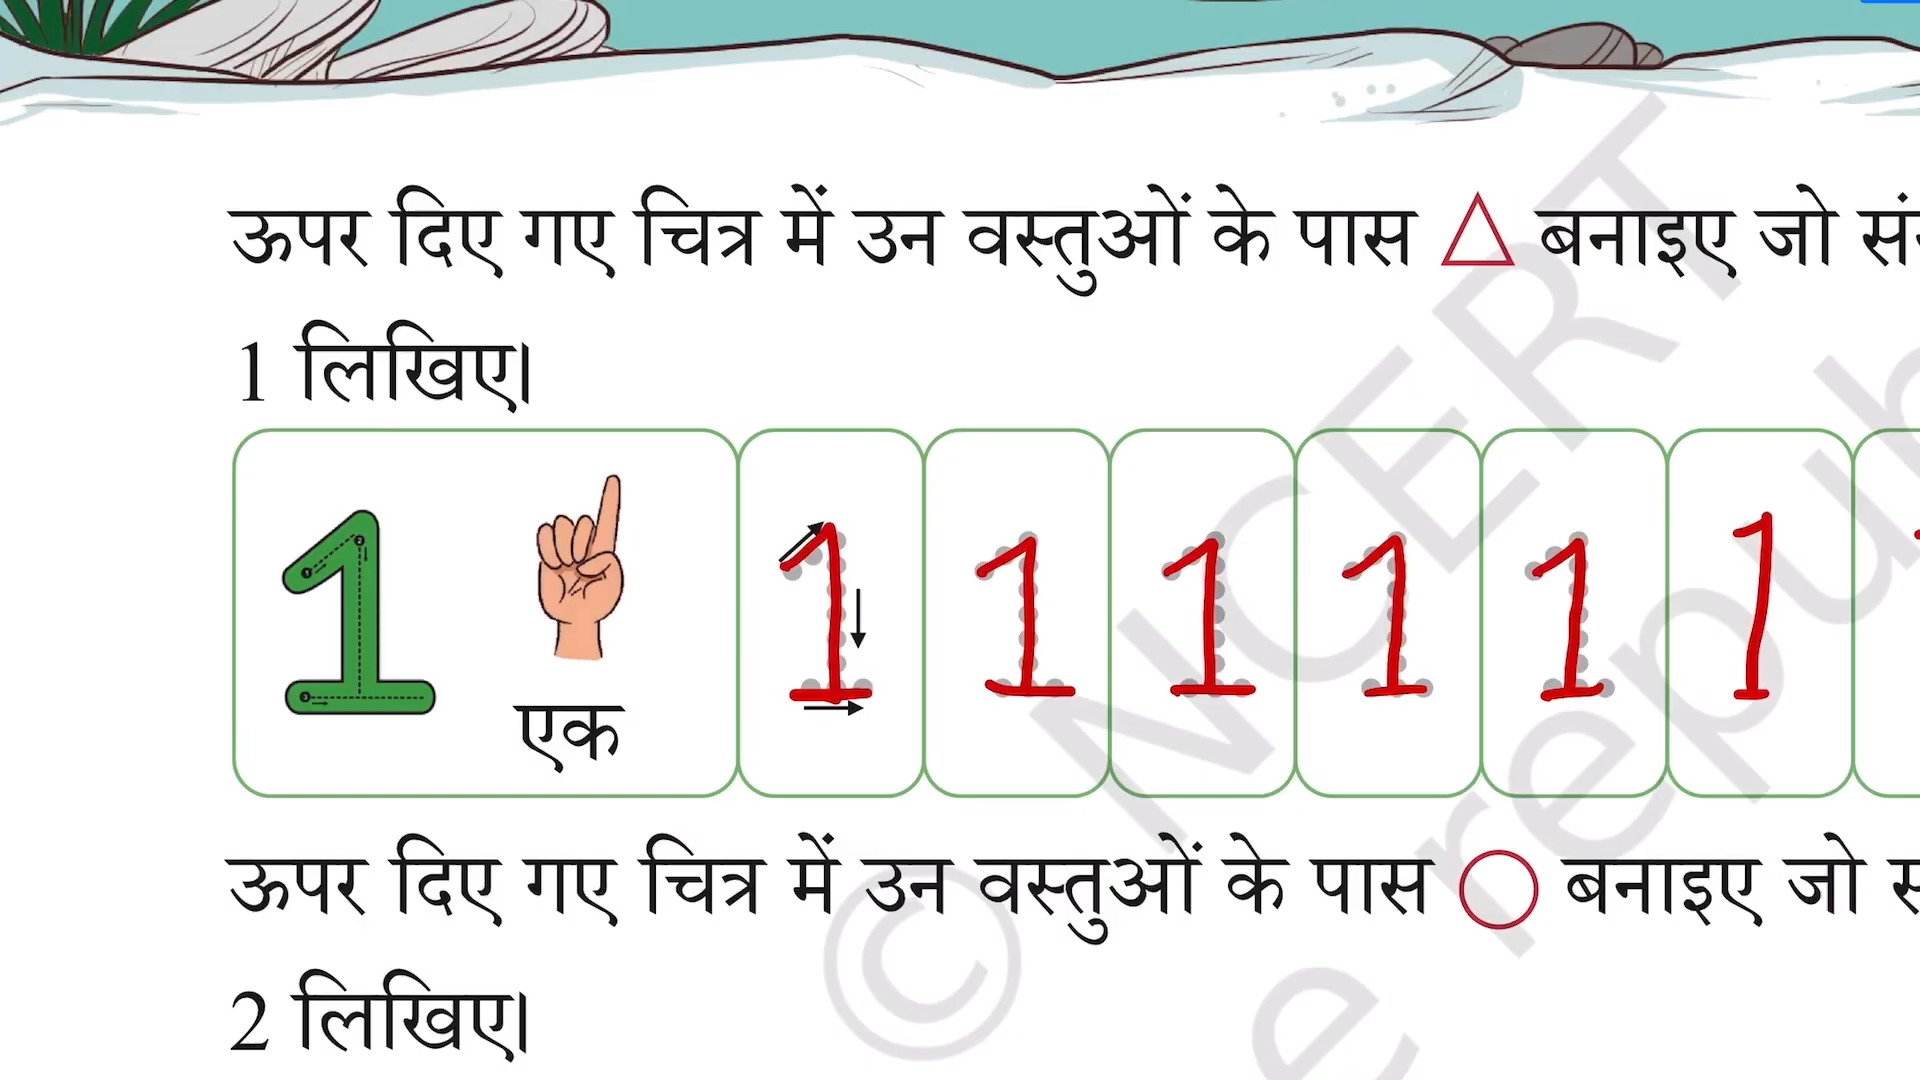 ऊपर दिए गए चित्र में उन वस्तुओं के पास △ बनाइए जो
1 लिखिए।
1 एक 1 1 1 1 1 1
ऊपर दिए गए चित्र में उन वस्तुओं के पास ○ बनाइए जो
2 लिखिए।
© NCERT